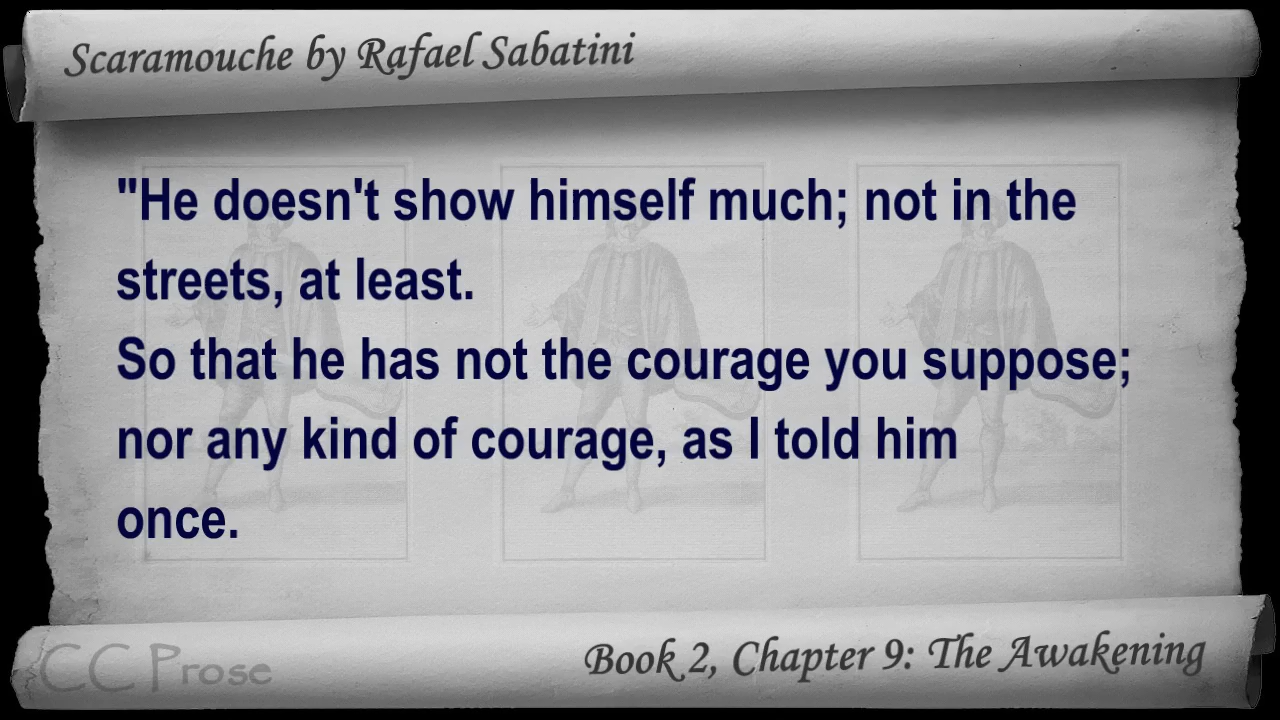 Scaramouche by Rafael Sabatini
"He doesn't show himself much; not in the
streets, at least.
So that he has not the courage you suppose;
nor any kind of courage, as I told him
once.
CC Prose
Book 2, Chapter 9: The Awakening